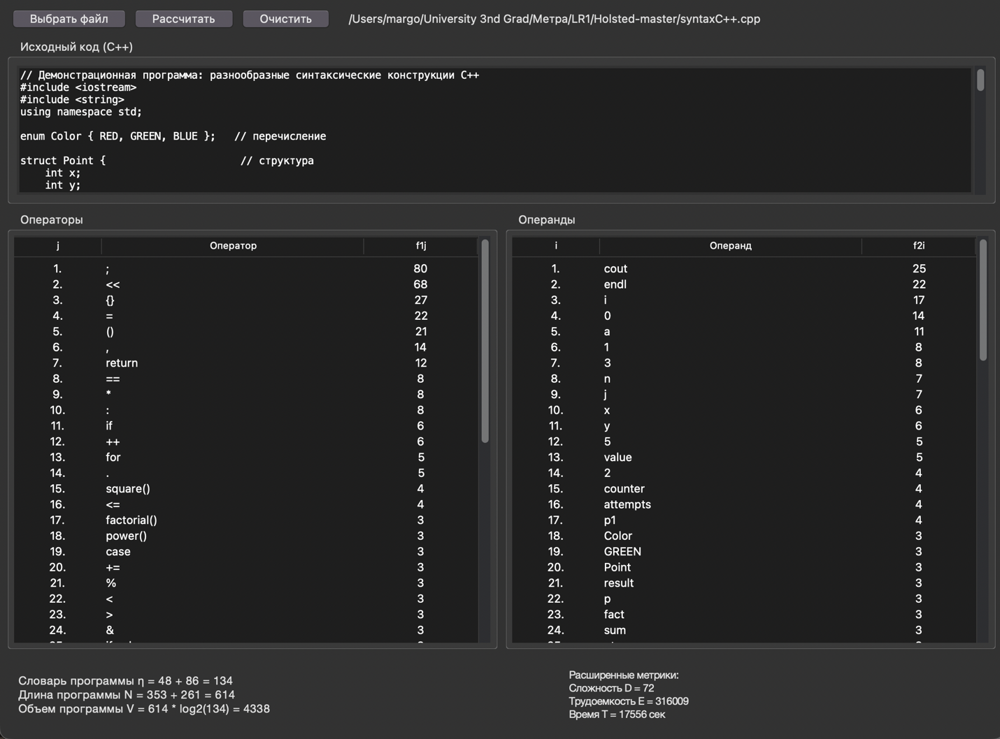 Выбрать файл Рассчитать Очистить /Users/margo/University 3nd Grad/Метра/LR1/Holsted-master/syntaxC++.cpp
Исходный код (C++)
// Демонстрационная программа: разнообразные синтаксические конструкции C++
#include <iostream>
#include <string>
using namespace std;
enum Color { RED, GREEN, BLUE };   // перечисление
struct Point {                      // структура
    int x;
    int y;
Операторы
j Оператор f1j
1. ; 80
2. << 68
3. {} 27
4. = 22
5. () 21
6. , 14
7. return 12
8. == 8
9. * 8
10. : 8
11. if 6
12. ++ 6
13. for 5
14. . 5
15. square() 4
16. <= 4
17. factorial() 3
18. power() 3
19. case 3
20. += 3
21. % 3
22. < 3
23. > 3
24. & 3
Операнды
i Операнд f2i
1. cout 25
2. endl 22
3. i 17
4. 0 14
5. a 11
6. 1 8
7. 3 8
8. n 7
9. j 7
10. x 6
11. y 6
12. 5 5
13. value 5
14. 2 4
15. counter 4
16. attempts 4
17. p1 4
18. Color 3
19. GREEN 3
20. Point 3
21. result 3
22. p 3
23. fact 3
24. sum 3
Словарь программы η = 48 + 86 = 134
Длина программы N = 353 + 261 = 614
Объем программы V = 614 * log2(134) = 4338
Расширенные метрики:
Сложность D = 72
Трудоемкость E = 316009
Время T = 17556 сек